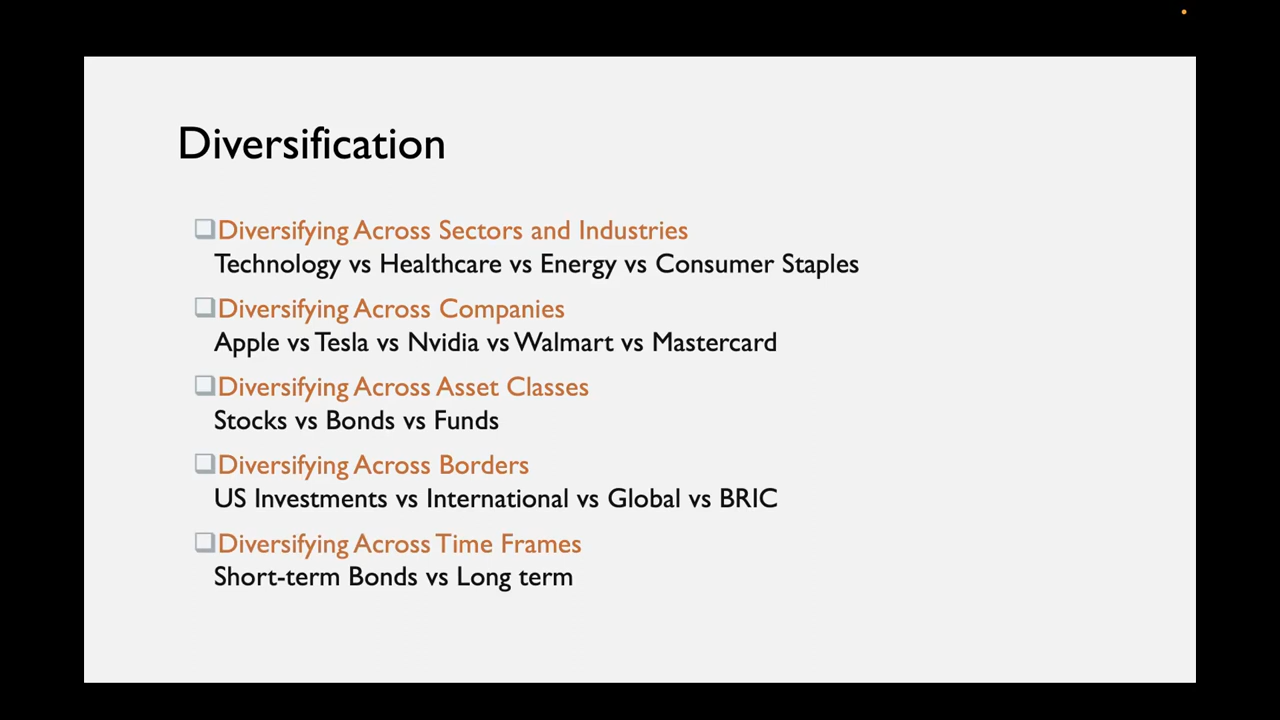 Diversification
Diversifying Across Sectors and Industries
Technology vs Healthcare vs Energy vs Consumer Staples
Diversifying Across Companies
Apple vs Tesla vs Nvidia vs Walmart vs Mastercard
Diversifying Across Asset Classes
Stocks vs Bonds vs Funds
Diversifying Across Borders
US Investments vs International vs Global vs BRIC
Diversifying Across Time Frames
Short-term Bonds vs Long term